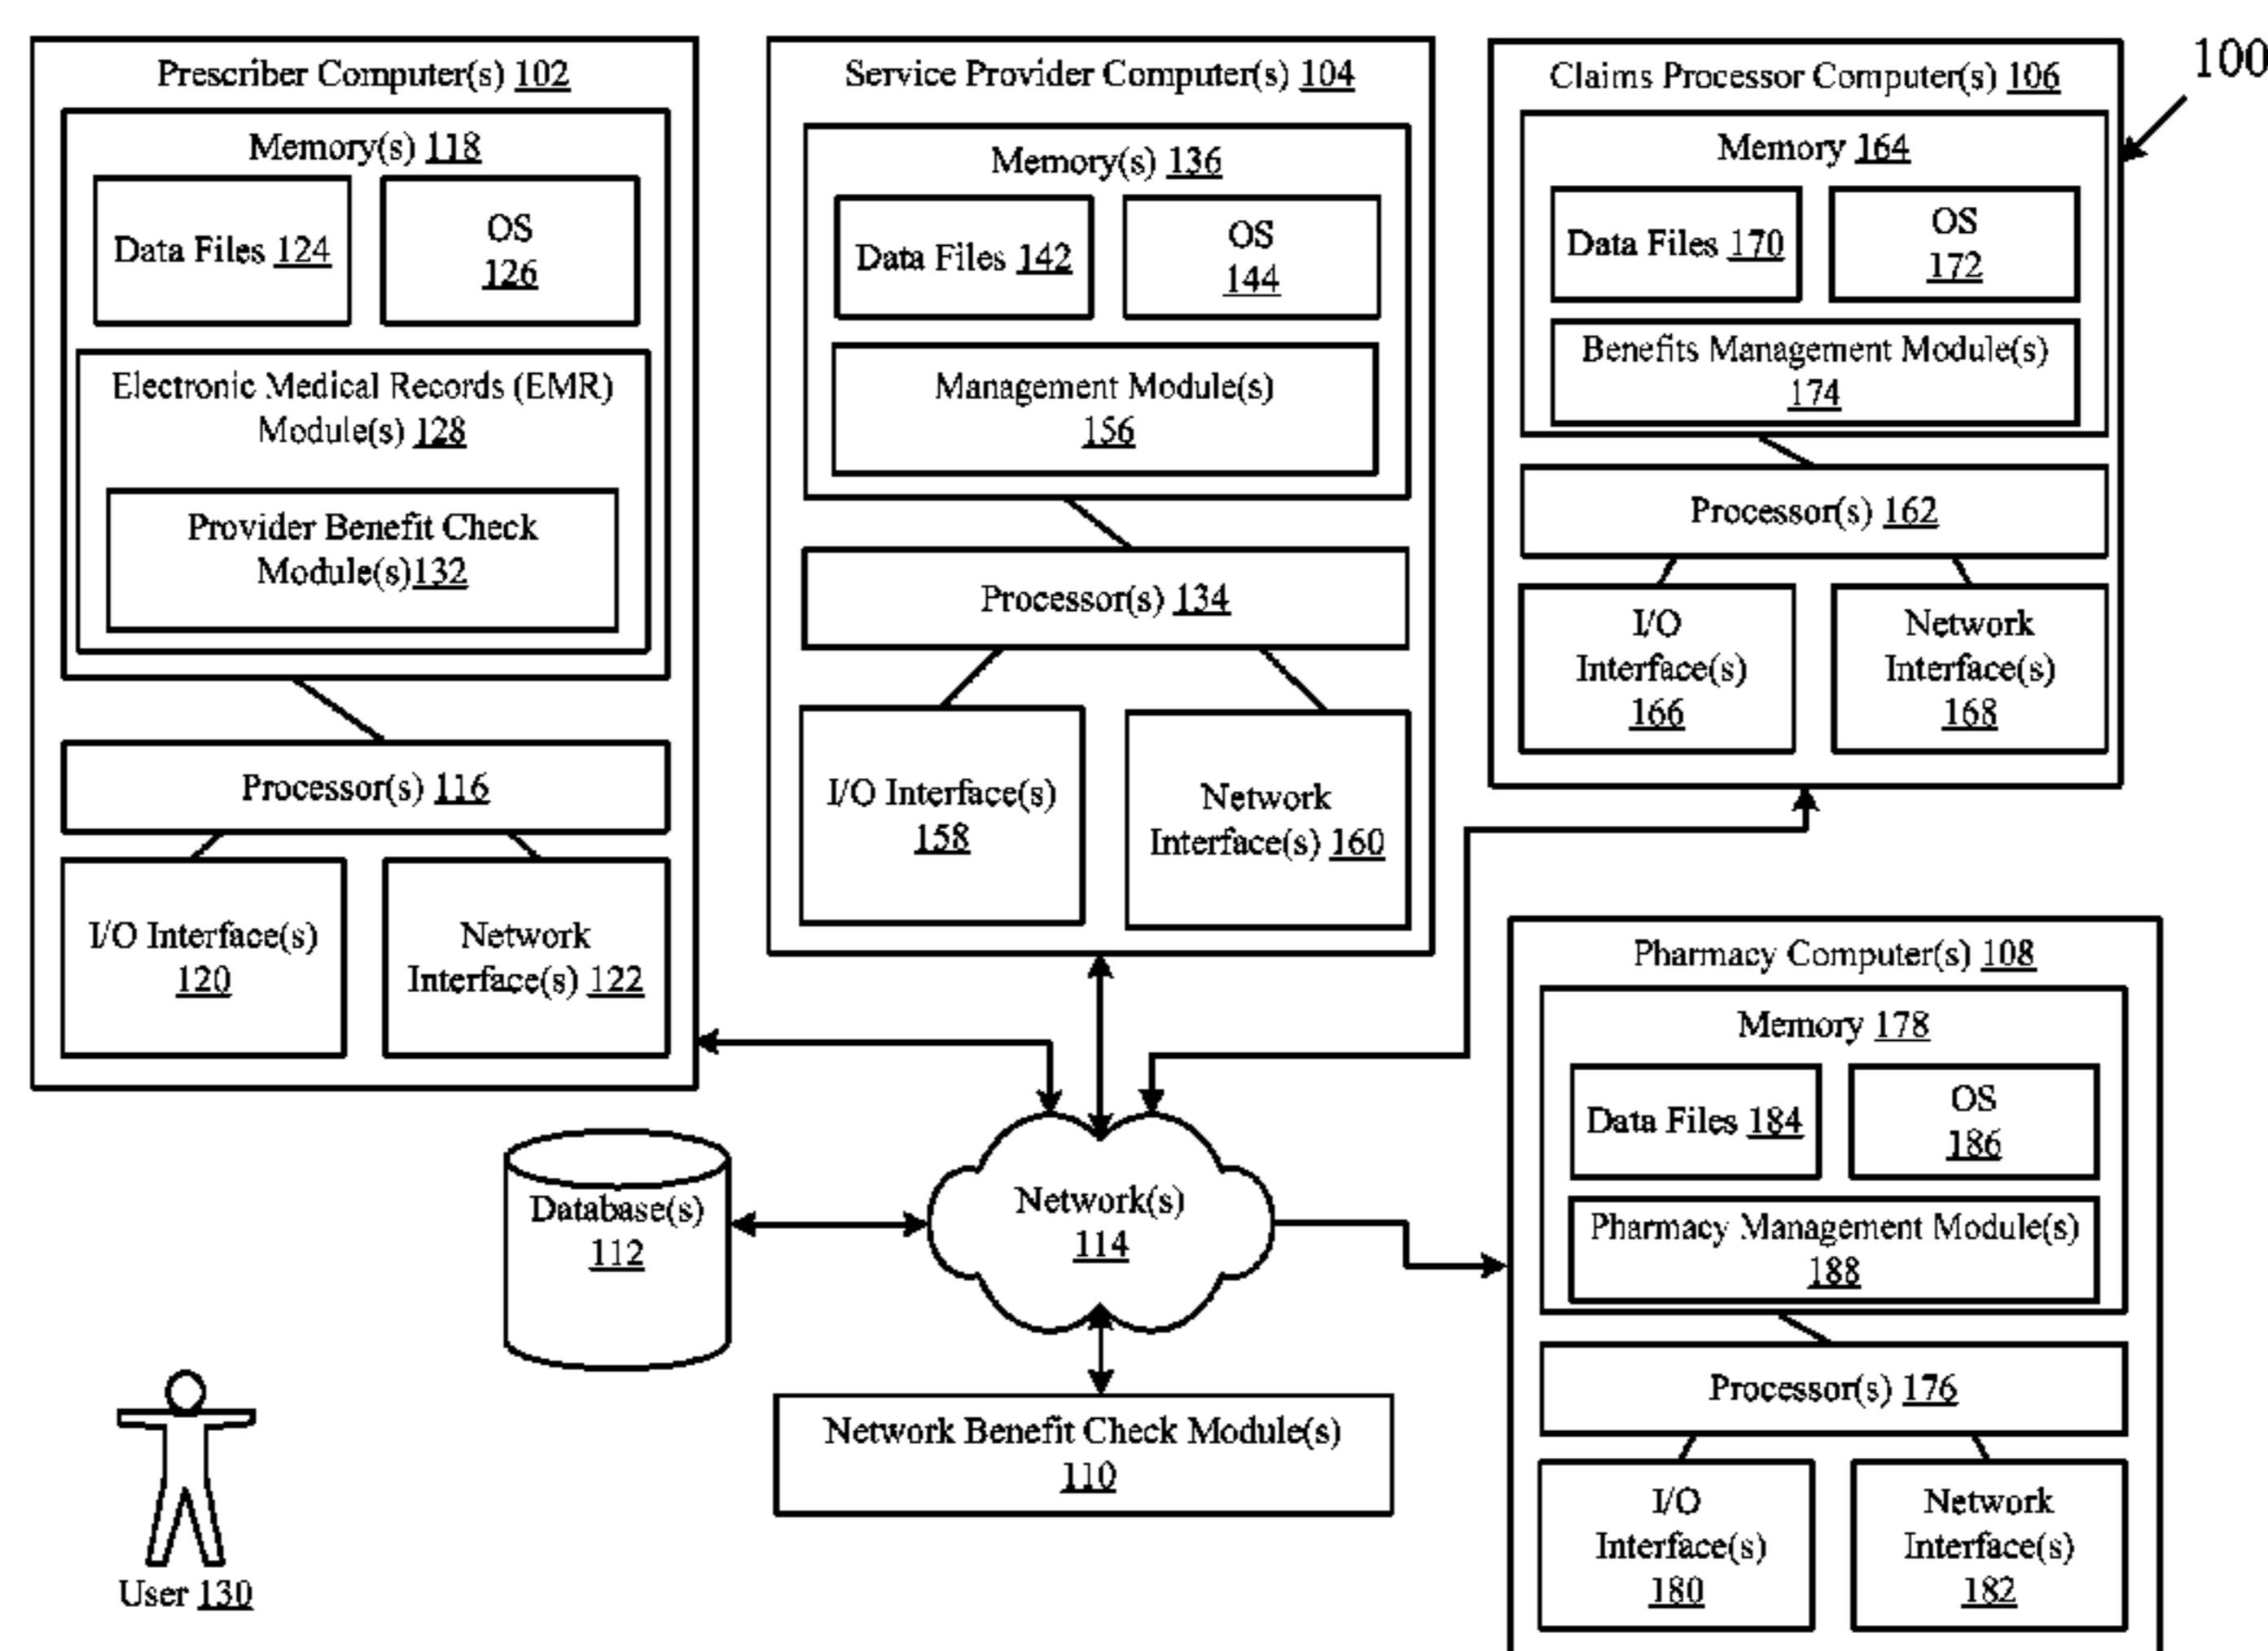 100
Prescriber Computer(s) 102
Memory(s) 118
Data Files 124
OS
126
Electronic Medical Records (EMR)
Module(s) 128
Provider Benefit Check
Module(s)132
Processor(s) 116
I/O Interface(s)
120
Network
Interface(s) 122
Service Provider Computer(s) 104
Memory(s) 136
Data Files 142
OS
144
Management Module(s)
156
Processor(s) 134
I/O Interface(s)
158
Network
Interface(s) 160
Claims Processor Computer(s) 106
Memory 164
Data Files 170
OS
172
Benefits Management Module(s)
174
Processor(s) 162
I/O
Interface(s)
166
Network
Interface(s)
168
Pharmacy Computer(s) 108
Memory 178
Data Files 184
OS
186
Pharmacy Management Module(s)
188
Processor(s) 176
I/O
Interface(s)
180
Network
Interface(s)
182
Database(s)
112
Network(s)
114
Network Benefit Check Module(s)
110
User 130